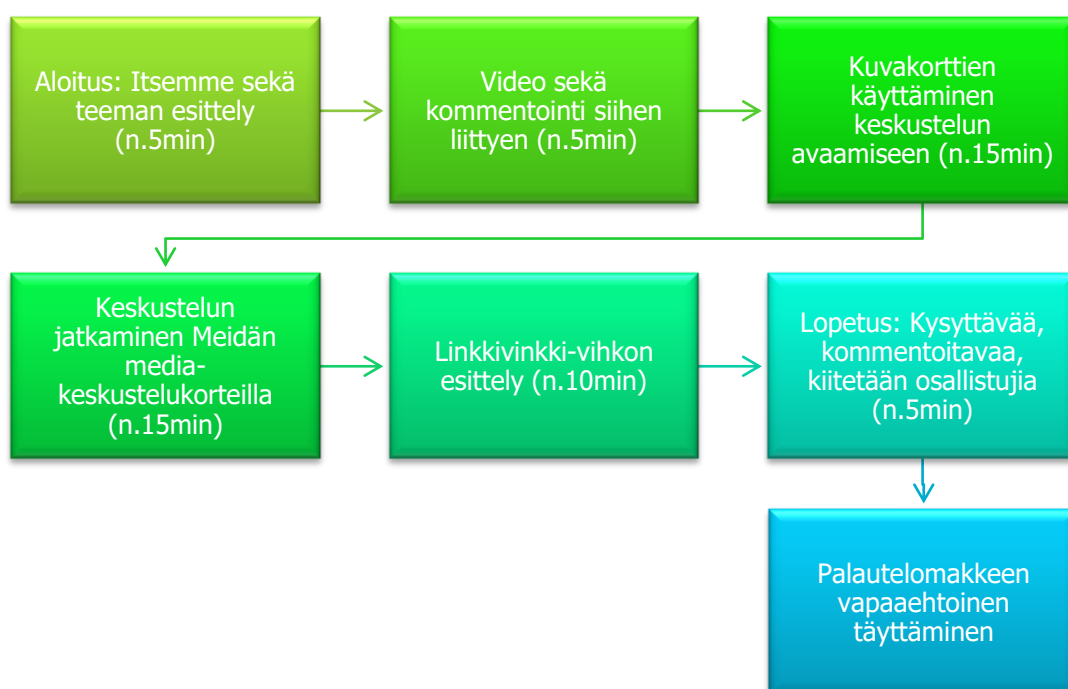 Aloitus: Itsemme sekä
teeman esittely
(n.5min)
Video sekä
kommentointi siihen
liittyen (n.5min)
Kuvakorttien
käyttäminen
keskustelun
avaamiseen (n.15min)
Keskustelun
jatkaminen Meidän
media-
keskustelukorteilla
(n.15min)
Linkkivinkki-vihkon
esittely (n.10min)
Lopetus: Kysyttävää,
kommentoitavaa,
kiitetään osallistujia
(n.5min)
Palautelomakkeen
vapaaehtoinen
täyttäminen